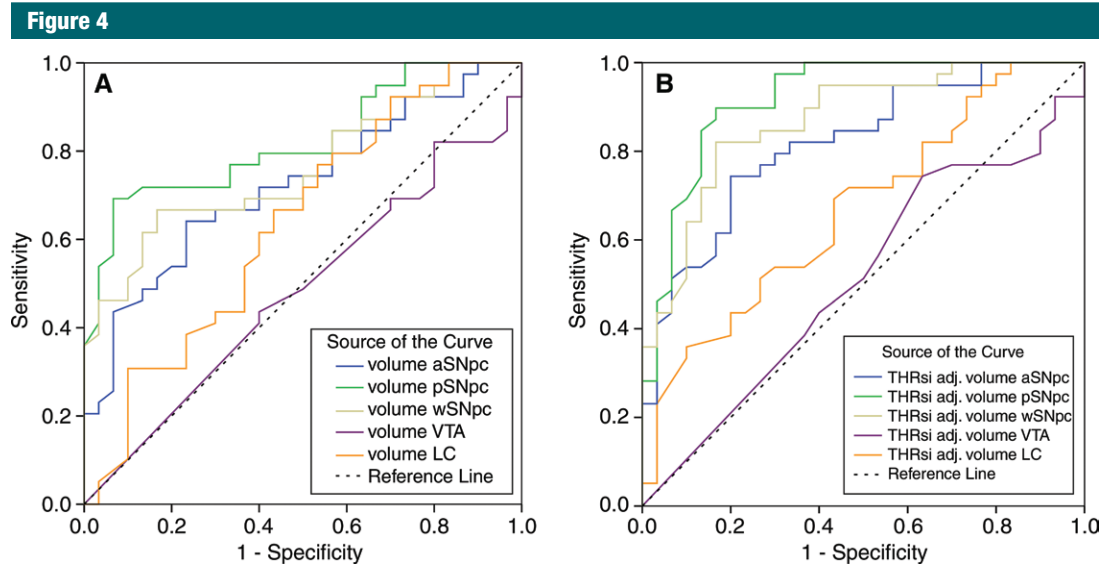 Figure 4
A
1.0
0.8
0.6
0.4
0.2
0.0
Sensitivity
Source of the Curve
volume aSNpc
volume pSNpc
volume wSNpc
volume VTA
volume LC
Reference Line
0.0 0.2 0.4 0.6 0.8 1.0
1 - Specificity
B
1.0
0.8
0.6
0.4
0.2
0.0
Sensitivity
Source of the Curve
THRsi adj. volume aSNpc
THRsi adj. volume pSNpc
THRsi adj. volume wSNpc
THRsi adj. volume VTA
THRsi adj. volume LC
Reference Line
0.0 0.2 0.4 0.6 0.8 1.0
1 - Specificity